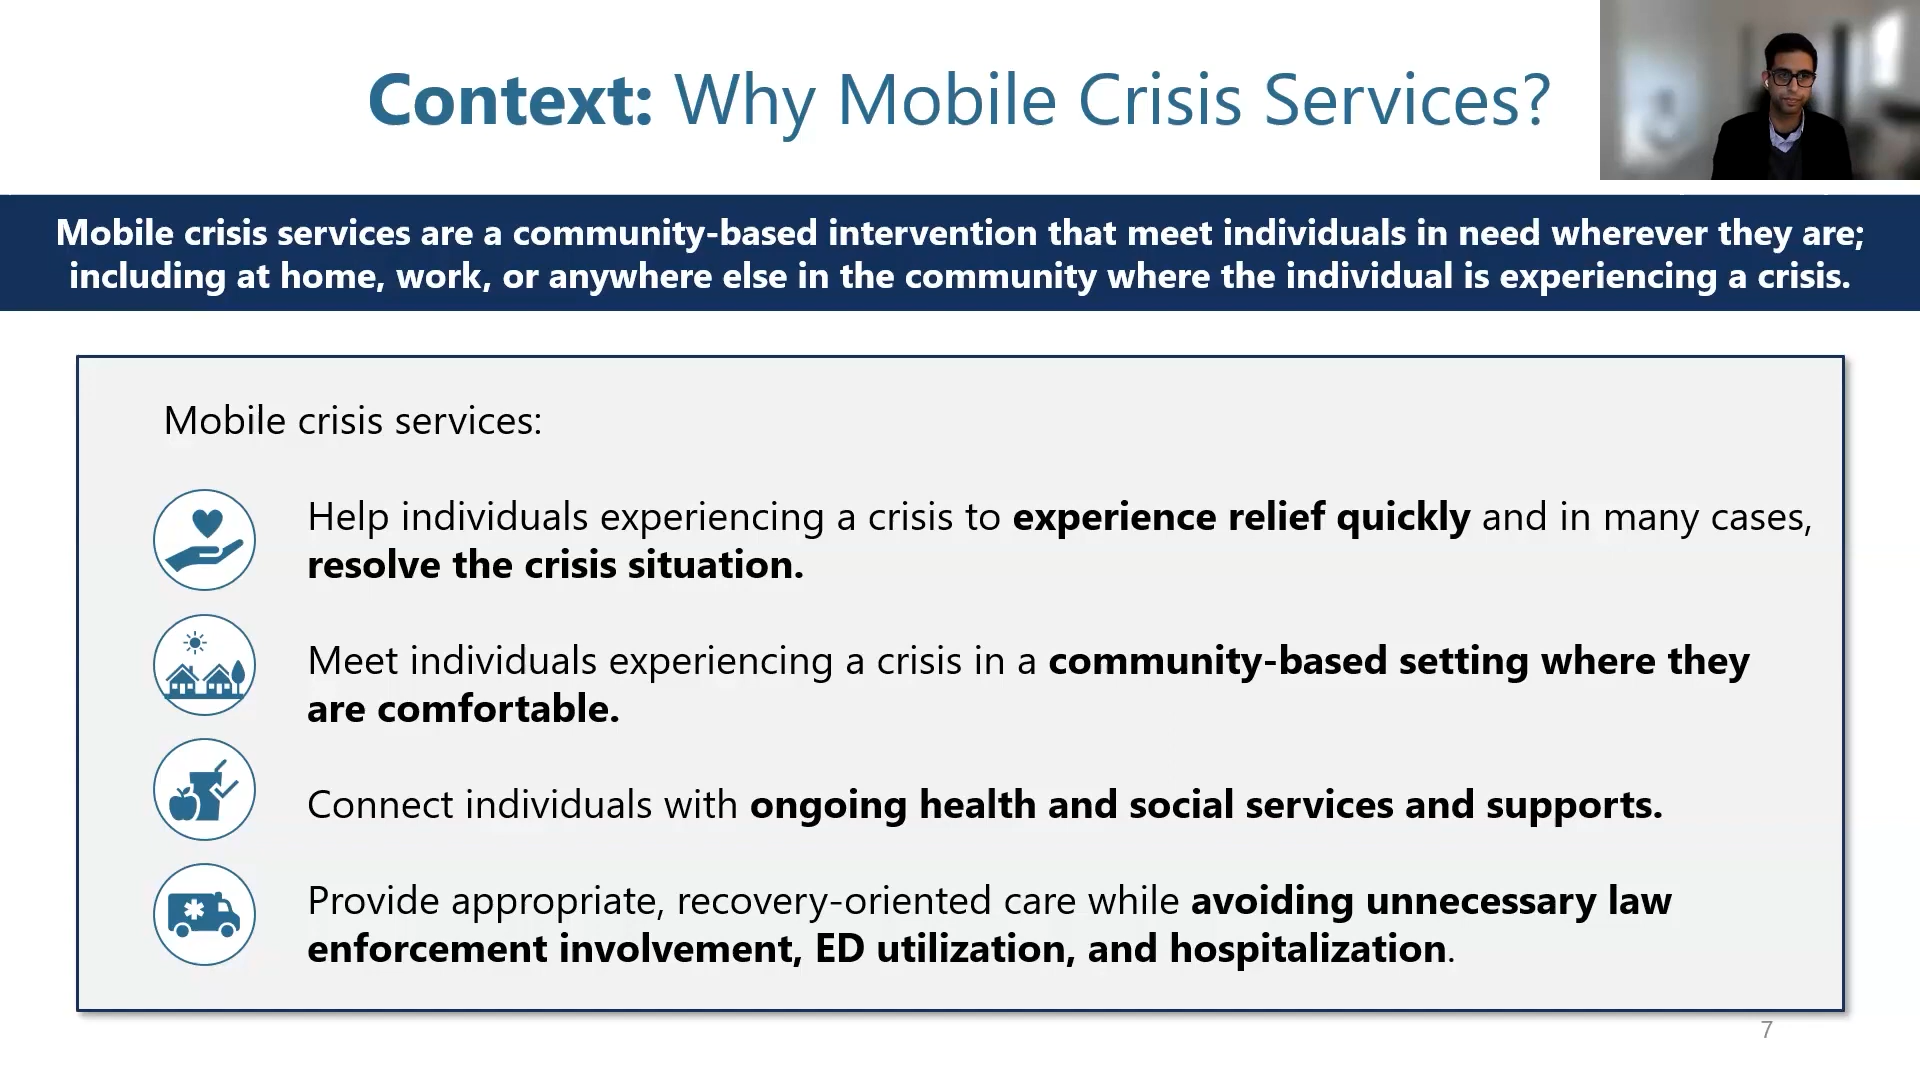 Context: Why Mobile Crisis Services?
Mobile crisis services are a community-based intervention that meet individuals in need wherever they are;
including at home, work, or anywhere else in the community where the individual is experiencing a crisis.
Mobile crisis services:
Help individuals experiencing a crisis to experience relief quickly and in many cases,
resolve the crisis situation.
Meet individuals experiencing a crisis in a community-based setting where they
are comfortable.
Connect individuals with ongoing health and social services and supports.
Provide appropriate, recovery-oriented care while avoiding unnecessary law
enforcement involvement, ED utilization, and hospitalization.
7